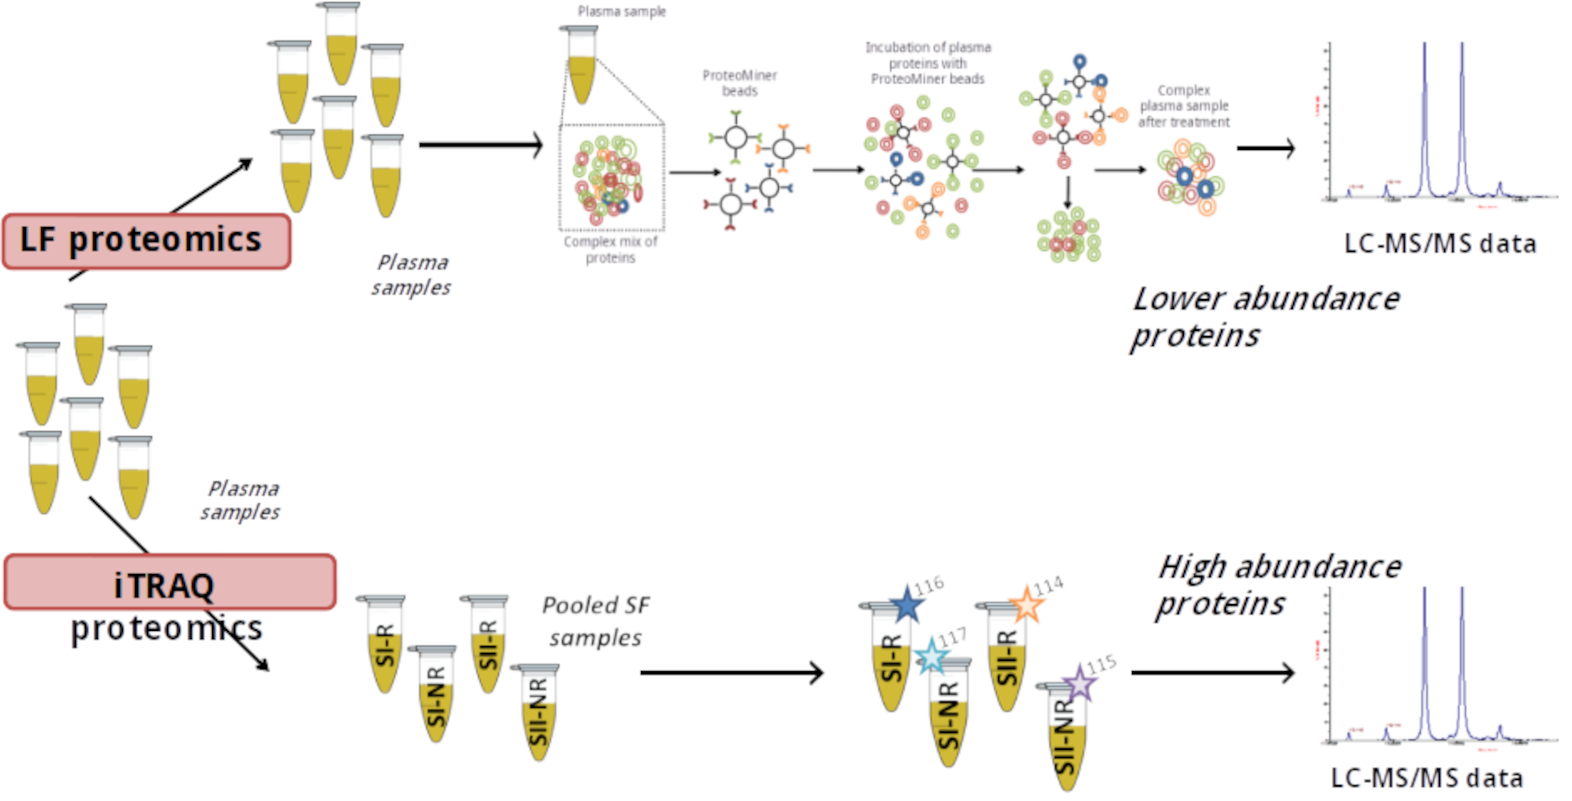 Plasma sample
ProteoMiner
beads
Incubation of plasma
proteins with
ProteoMiner beads
Complex
plasma sample
after treatment
LF proteomics
Plasma
samples
Complex mix of
proteins
LC-MS/MS data
Lower abundance
proteins
Plasma
samples
iTRAQ
proteomics
SI-R
SI-NR
SII-R
SII-NR
Pooled SF
samples
116
SI-R
117
SI-NR
114
SII-R
115
SII-NR
High abundance
proteins
LC-MS/MS data